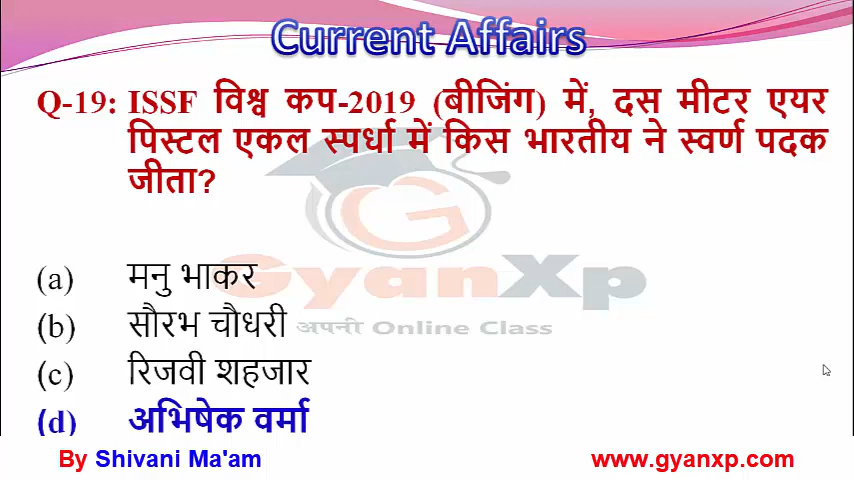 Current Affairs
Q-19: ISSF विश्व कप-2019 (बीजिंग) में, दस मीटर एयर
पिस्टल एकल स्पर्धा में किस भारतीय ने स्वर्ण पदक
जीता?
GyanXp
अपनी Online Class
(a) मनु भाकर
(b) सौरभ चौधरी
(c) रिजवी शहजार
(d) अभिषेक वर्मा
By Shivani Ma'am
www.gyanxp.com